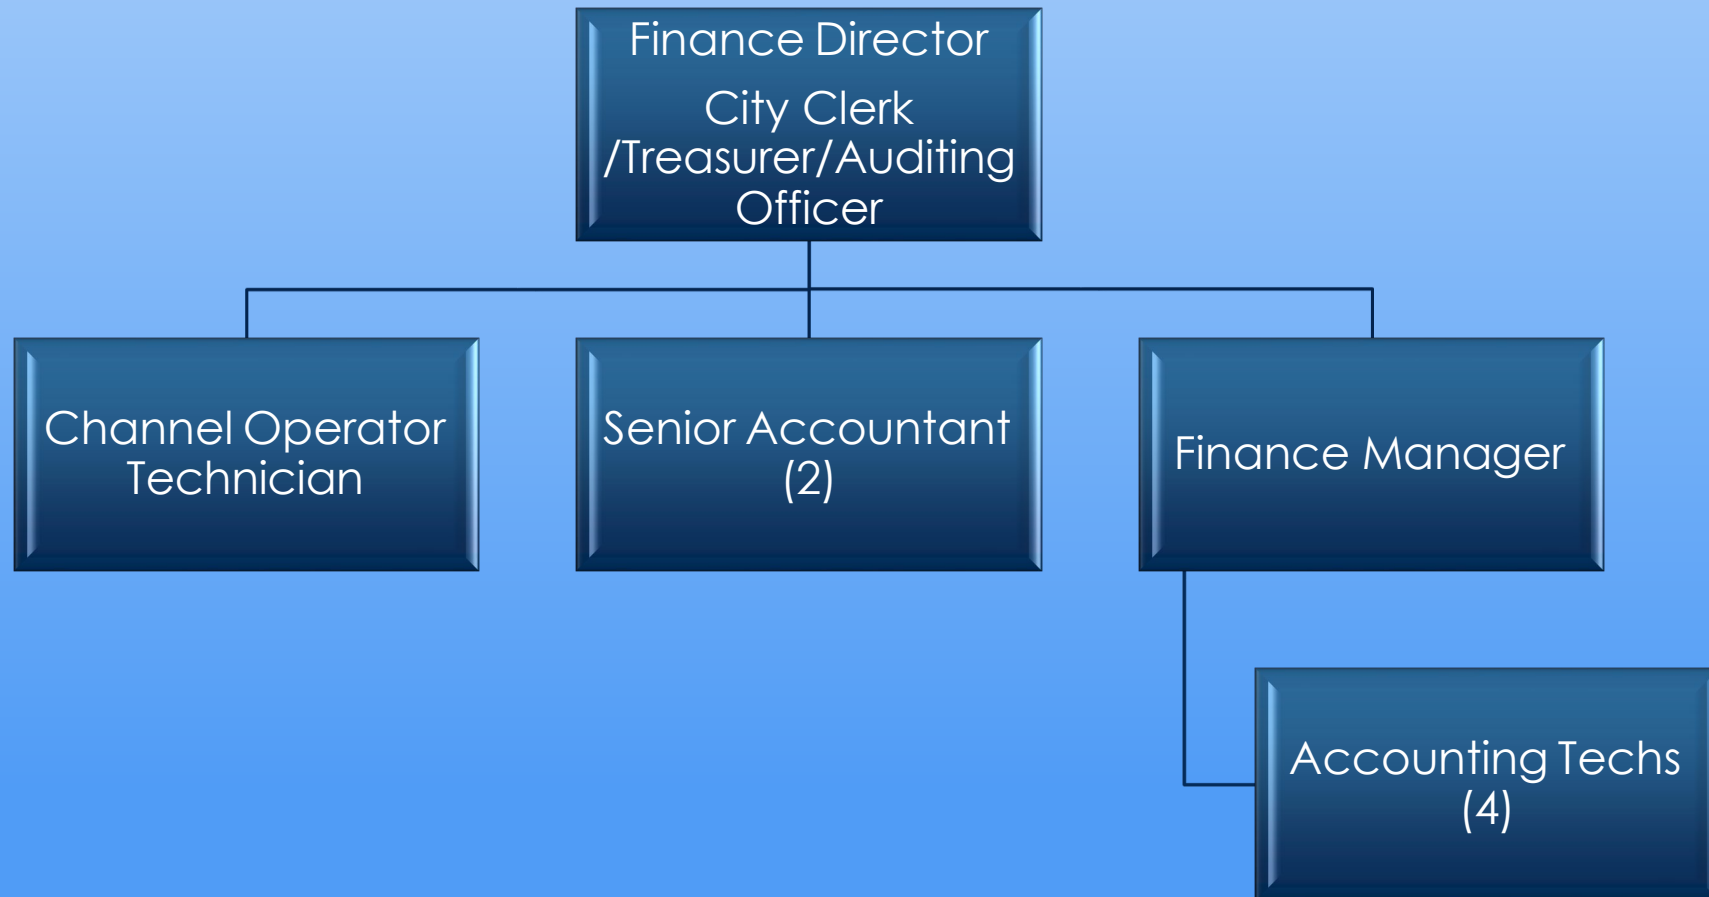 Finance Director
City Clerk
/Treasurer/Auditing
Officer
Channel Operator
Technician
Senior Accountant
(2)
Finance Manager
Accounting Techs
(4)